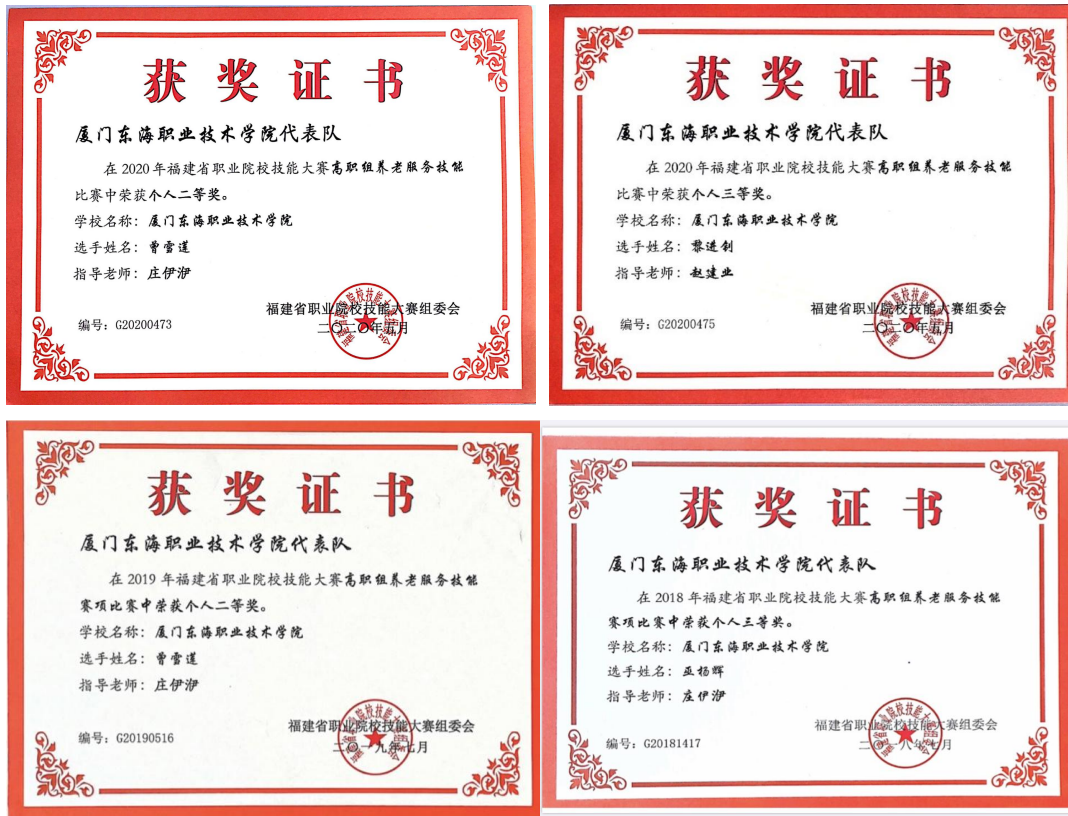 获奖证书
厦门东海职业技术学院代表队
在2020年福建省职业院校技能大赛高职组养老服务技能
比赛中荣获个人二等奖。
学校名称：厦门东海职业技术学院
选手姓名：曾雪莲
指导老师：庄伊洢
福建省职业院校技能大赛组委会
二〇二〇年五月
编号：G20200473
获奖证书
厦门东海职业技术学院代表队
在2020年福建省职业院校技能大赛高职组养老服务技能
比赛中荣获个人三等奖。
学校名称：厦门东海职业技术学院
选手姓名：黎进钊
指导老师：赵建业
福建省职业院校技能大赛组委会
二〇二〇年五月
编号：G20200475
获奖证书
厦门东海职业技术学院代表队
在2019年福建省职业院校技能大赛高职组养老服务技能
赛项比赛中荣获个人二等奖。
学校名称：厦门东海职业技术学院
选手姓名：曾雪莲
指导老师：庄伊洢
福建省职业院校技能大赛组委会
二〇一九年七月
编号：G20190516
获奖证书
厦门东海职业技术学院代表队
在2018年福建省职业院校技能大赛高职组养老服务技能
赛项比赛中荣获个人三等奖。
学校名称：厦门东海职业技术学院
选手姓名：巫杨辉
指导老师：庄伊洢
福建省职业院校技能大赛组委会
二〇一八年七月
编号：G20181417